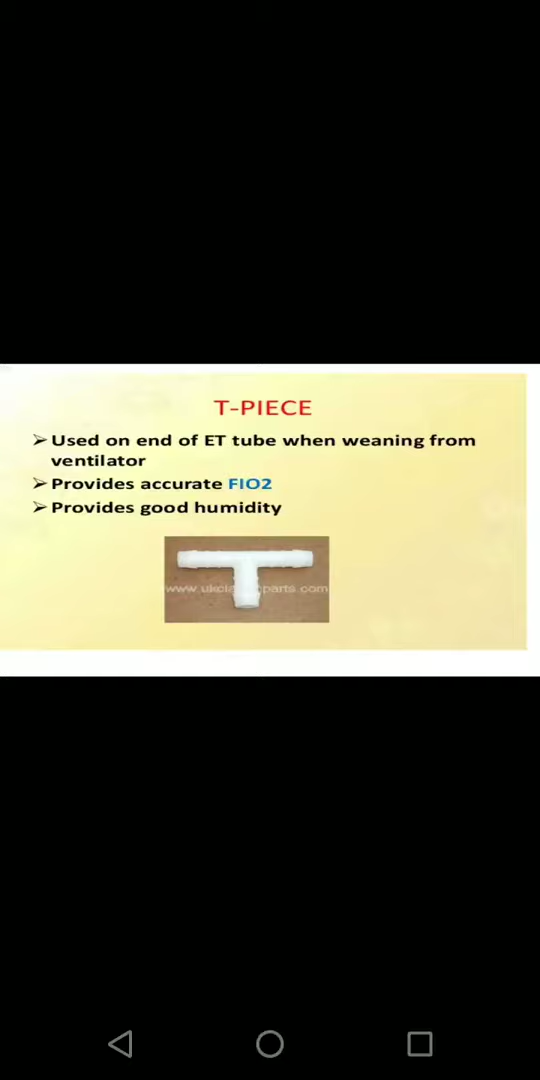 T-PIECE
➢Used on end of ET tube when weaning from
ventilator
➢Provides accurate FIO2
➢Provides good humidity